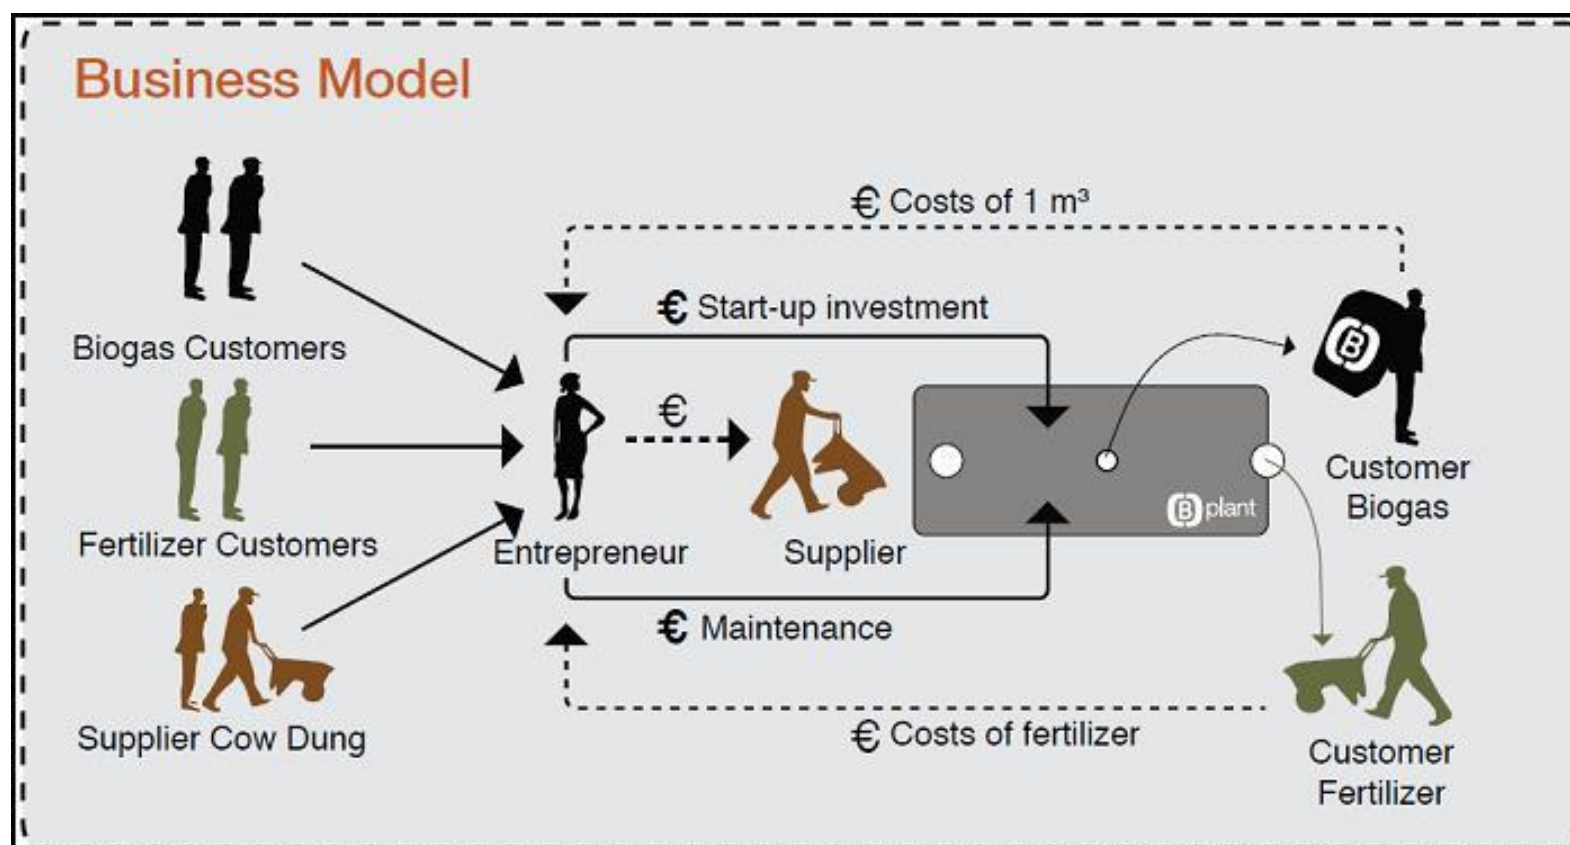 Business Model
€ Costs of 1 m³
€ Start-up investment
Biogas Customers
€
(B)
Customer
Biogas
(B) plant
Fertilizer Customers
Entrepreneur
Supplier
€ Maintenance
Supplier Cow Dung
€ Costs of fertilizer
Customer
Fertilizer